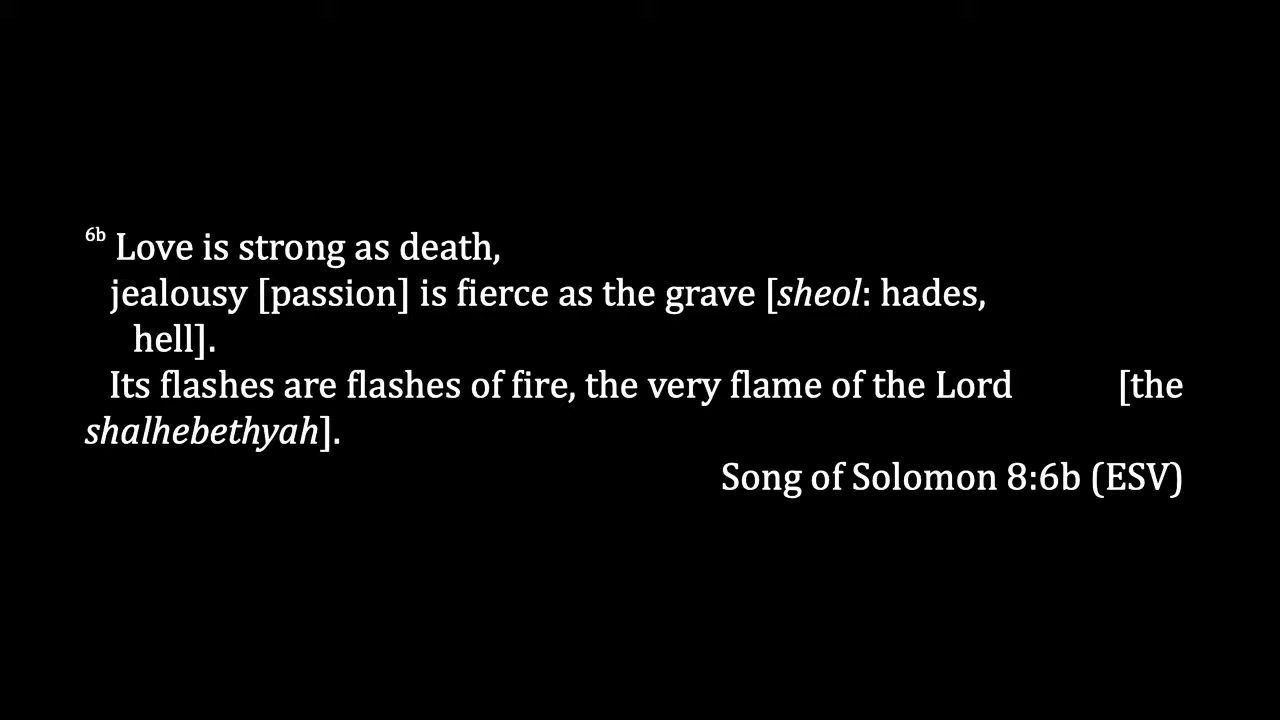 6b Love is strong as death,
jealousy [passion] is fierce as the grave [sheol: hades,
hell].
Its flashes are flashes of fire, the very flame of the Lord [the
shalhebethyah].
Song of Solomon 8:6b (ESV)